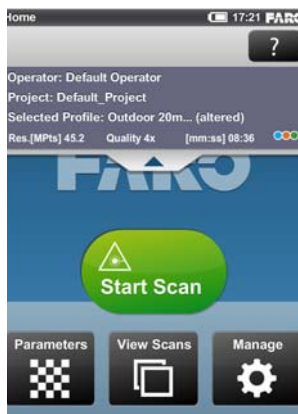 Home 17:21 FARO
?
Operator: Default Operator
Project: Default_Project
Selected Profile: Outdoor 20m... (altered)
Res.[MPts] 45.2 Quality 4x [mm:ss] 08:36
FARO
Start Scan
Parameters View Scans Manage